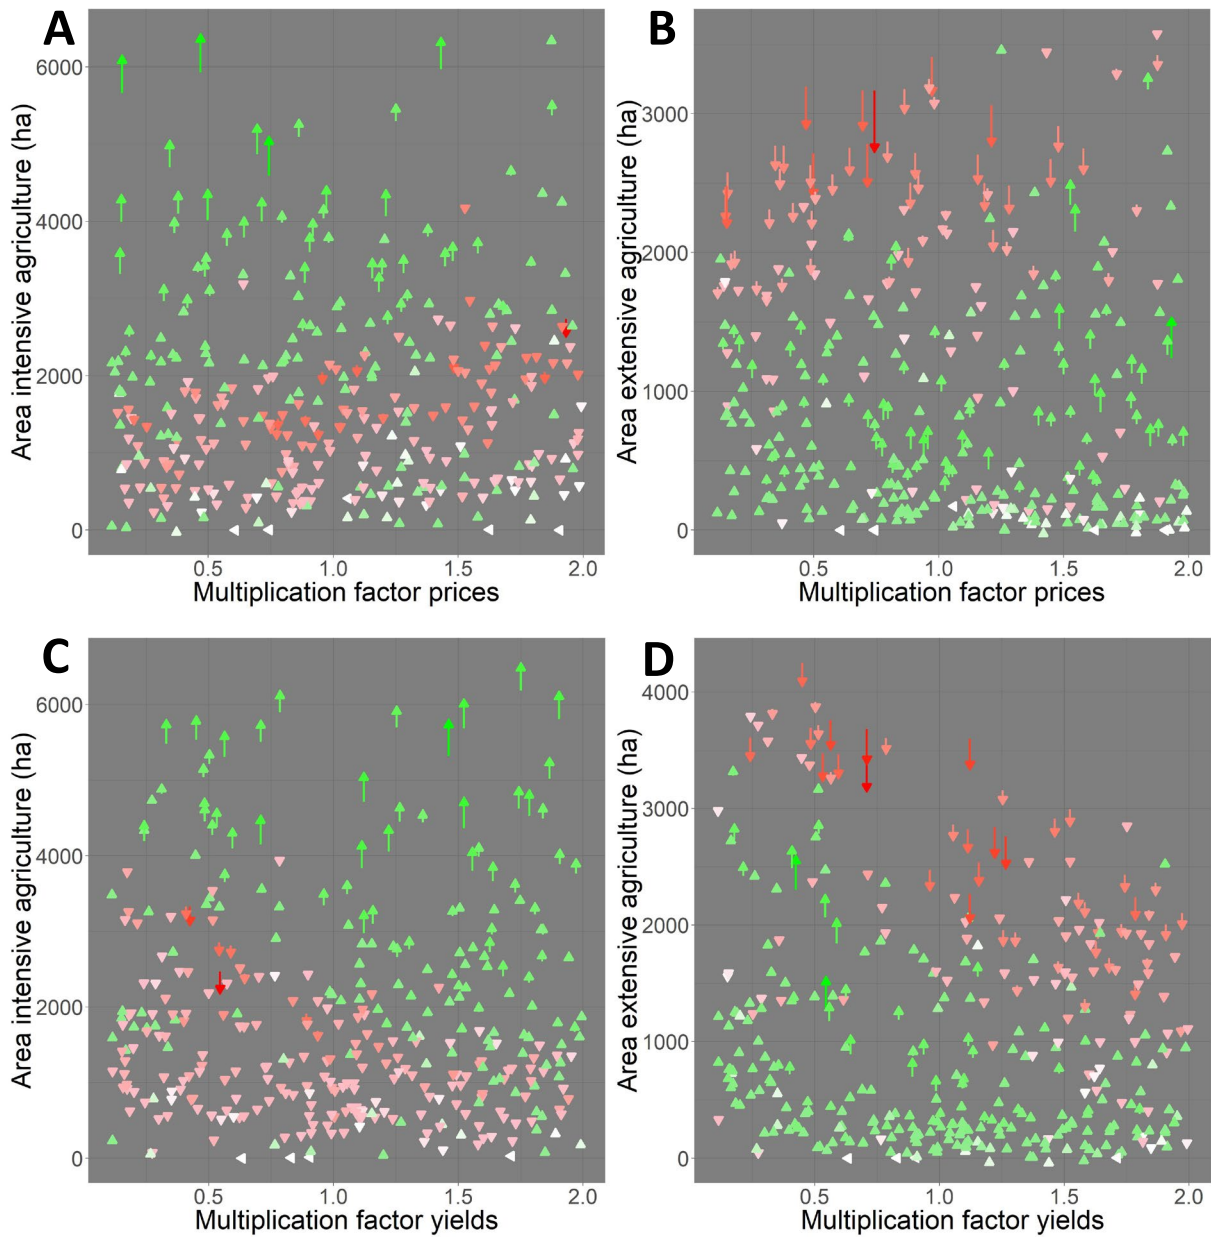 A
Area intensive agriculture (ha)
6000
4000
2000
0
0.5 1.0 1.5 2.0
Multiplication factor prices
B
Area extensive agriculture (ha)
3000
2000
1000
0
0.5 1.0 1.5 2.0
Multiplication factor prices
C
Area intensive agriculture (ha)
6000
4000
2000
0
0.5 1.0 1.5 2.0
Multiplication factor yields
D
Area extensive agriculture (ha)
4000
3000
2000
1000
0
0.5 1.0 1.5 2.0
Multiplication factor yields